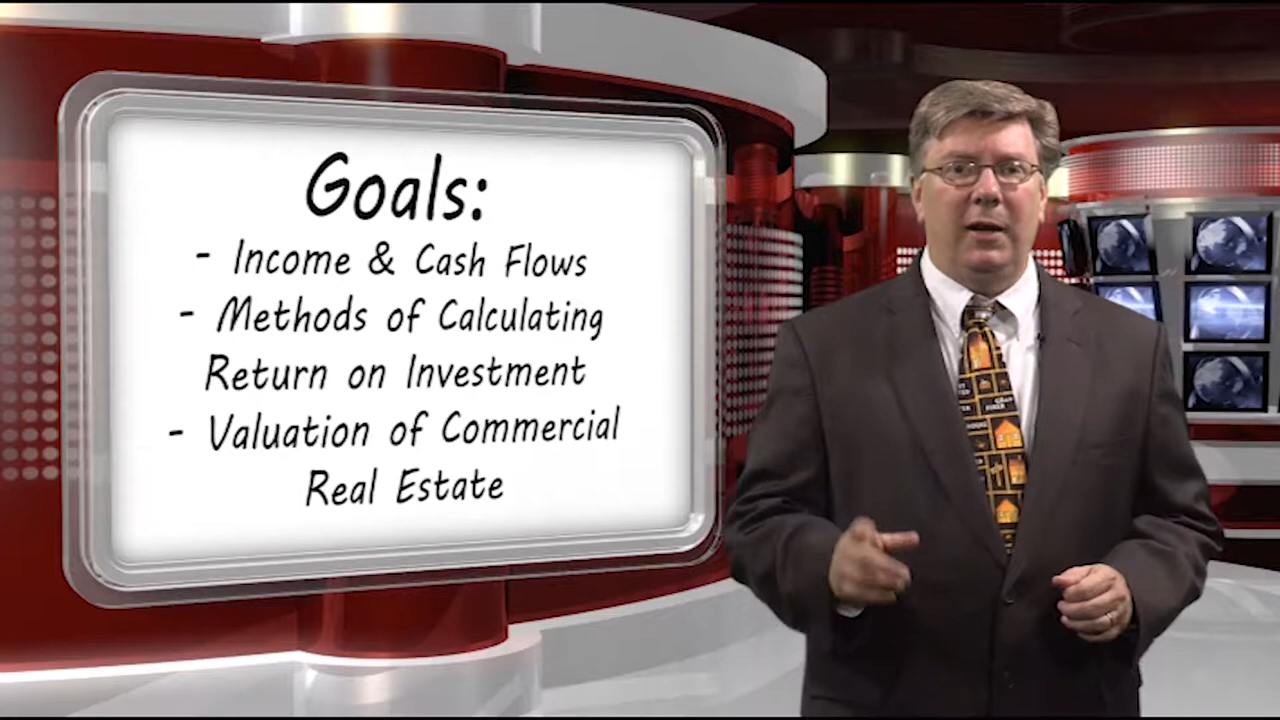 Goals:
- Income & Cash Flows
- Methods of Calculating
Return on Investment
- Valuation of Commercial
Real Estate